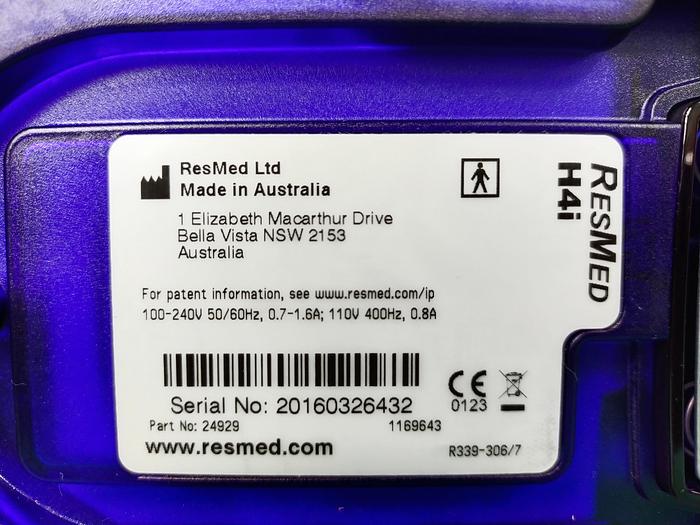 ResMed Ltd
Made in Australia
1 Elizabeth Macarthur Drive
Bella Vista NSW 2153
Australia
RESMED
H4i
For patent information, see www.resmed.com/ip
100-240V 50/60Hz, 0.7-1.6A; 110V 400Hz, 0.8A
CE
0123
Serial No: 20160326432
Part No: 24929 1169643
www.resmed.com
R339-306/7